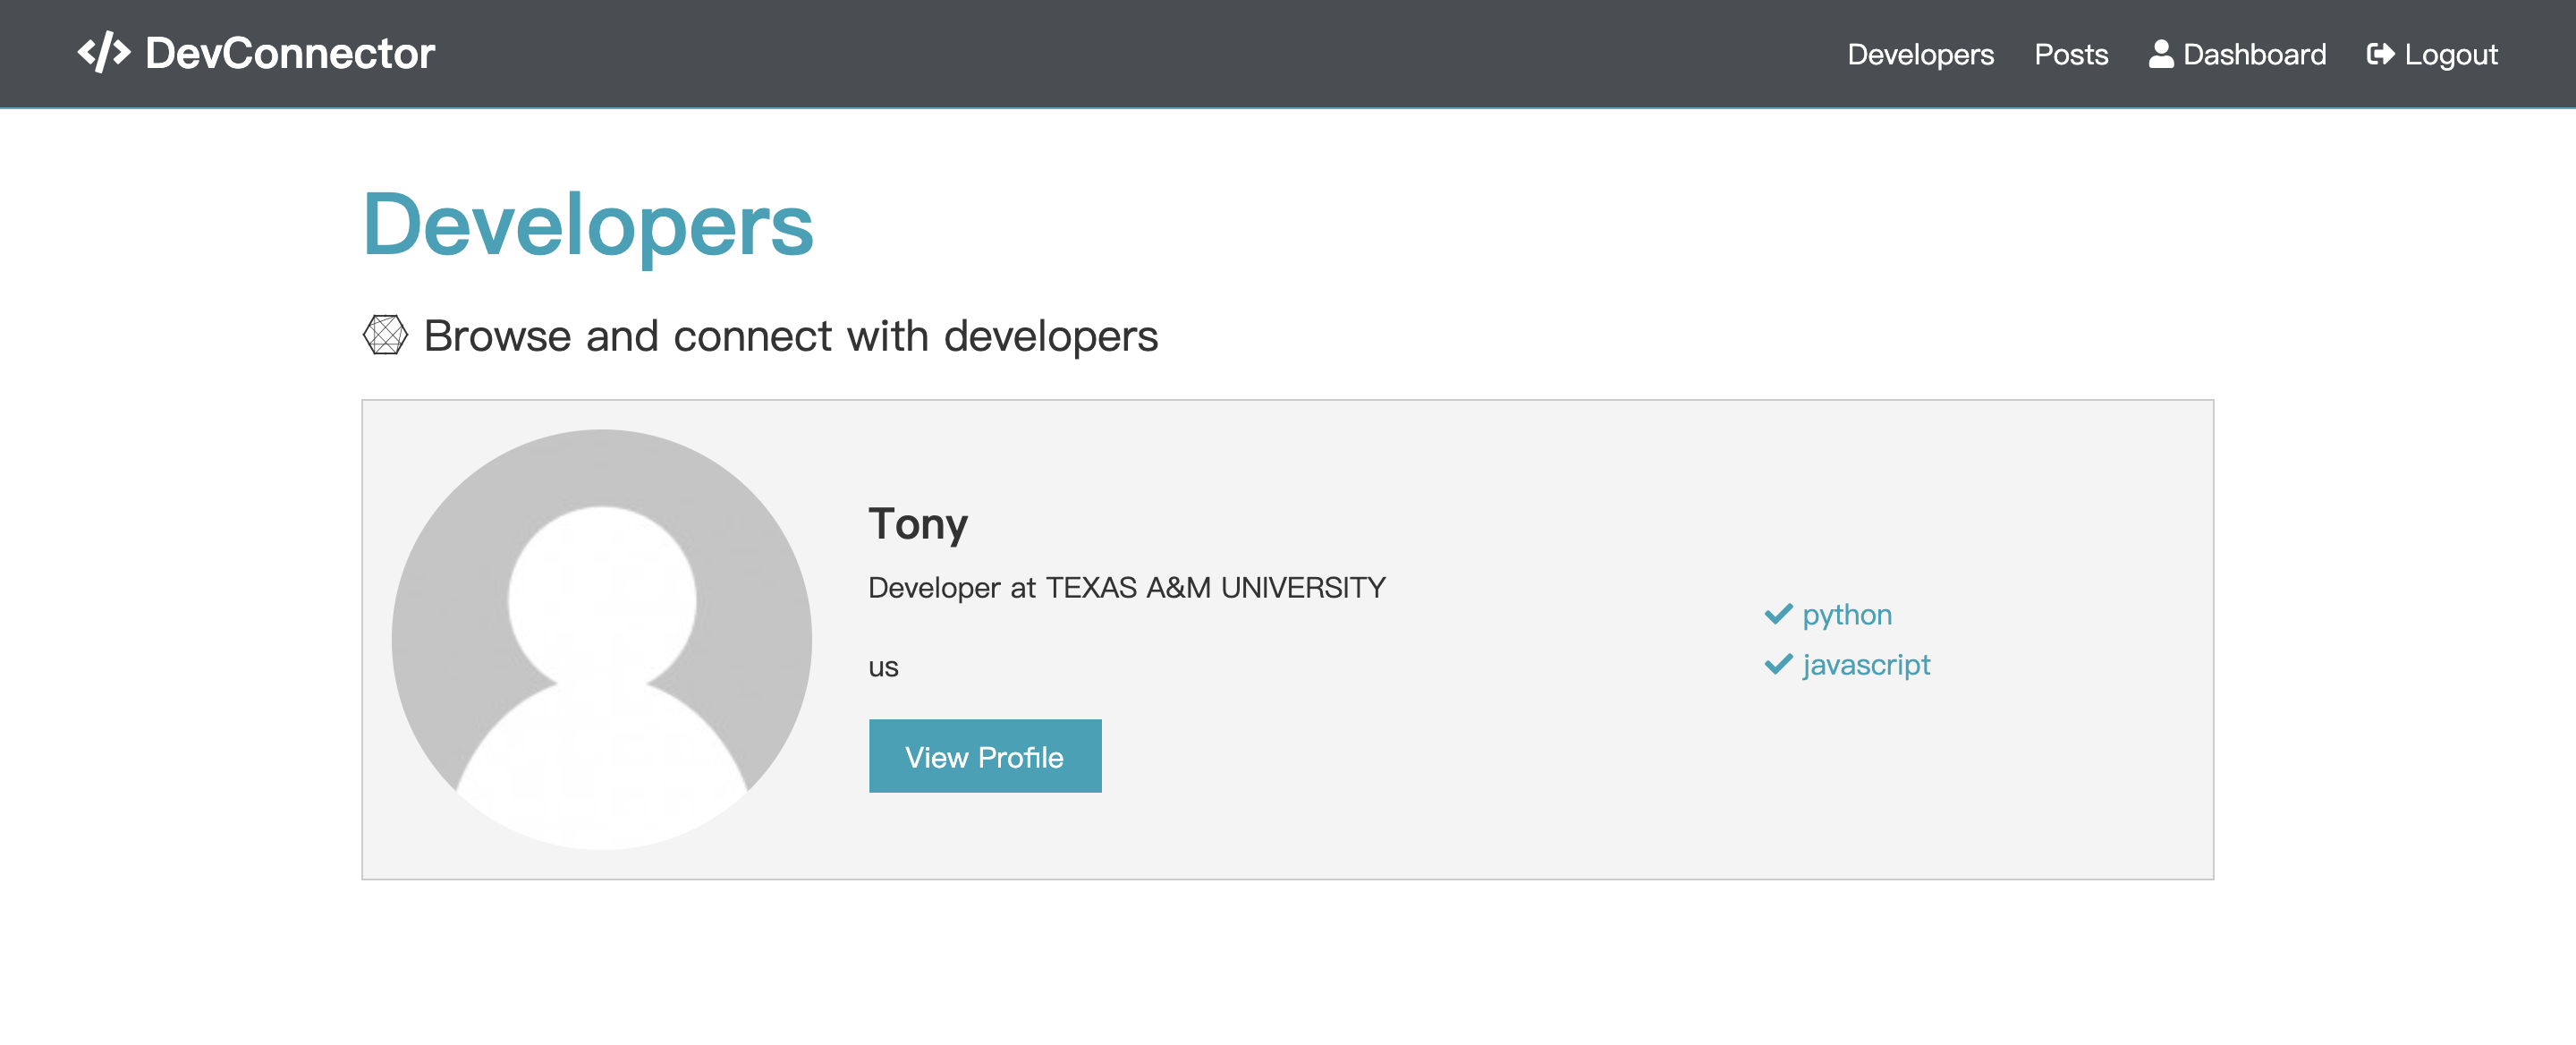 DevConnector
Developers Posts Dashboard Logout
Developers
Browse and connect with developers
Tony
Developer at TEXAS A&M UNIVERSITY
us
View Profile
python
javascript